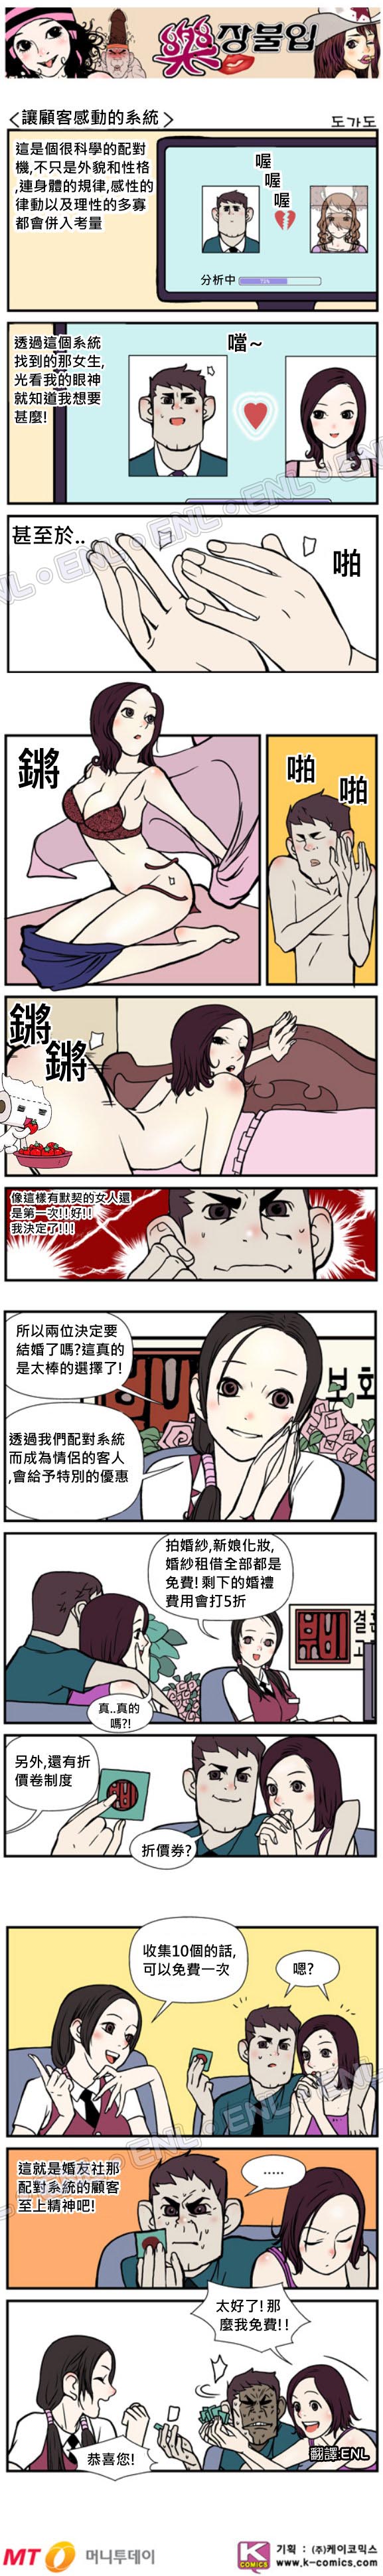 樂
장불입
<讓顧客感動的系統>
도가도
這是個很科學的配對
機,不只是外貌和性格
,連身體的規律,感性的
律動以及理性的多寡
都會併入考量
喔
喔
喔
分析中
透過這個系統
找到的那女生,
光看我的眼神
就知道我想要
甚麼!
噹~
甚至於..
啪
鏘
啪
啪
鏘
鏘
像這樣有默契的女人還
是第一次!!好!!
我決定了!!!
所以兩位決定要
結婚了嗎?這真的
是太棒的選擇了!
透過我們配對系統
而成為情侶的客人
,會給予特別的優惠
보호
拍婚紗,新娘化妝,
婚紗租借全部都是
免費! 剩下的婚禮
費用會打5折
真..真的
嗎?!
결혼
고
另外,還有折
價卷制度
折價券?
收集10個的話,
可以免費一次
嗯?
這就是婚友社那
配對系統的顧客
至上精神吧!
.....
太好了! 那
麼我免費!!
恭喜您!
翻譯:ENL
ENL
MT 머니투데이
K COMICS
기획 : (주)케이코믹스
www.k-comics.com